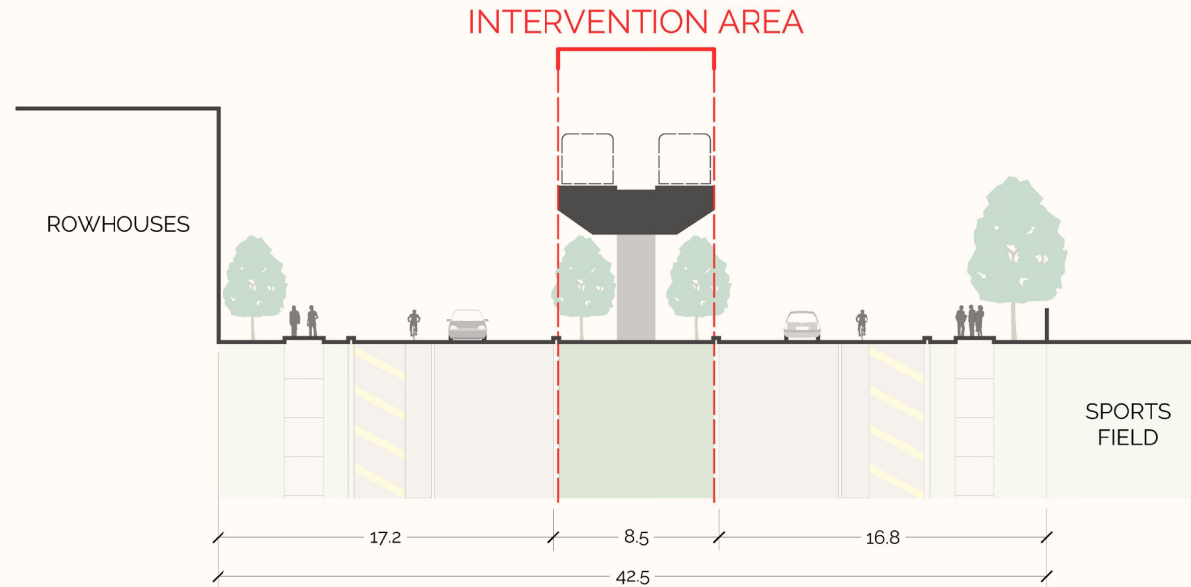 INTERVENTION AREA
ROWHOUSES
SPORTS
FIELD
17.2
8.5
16.8
42.5